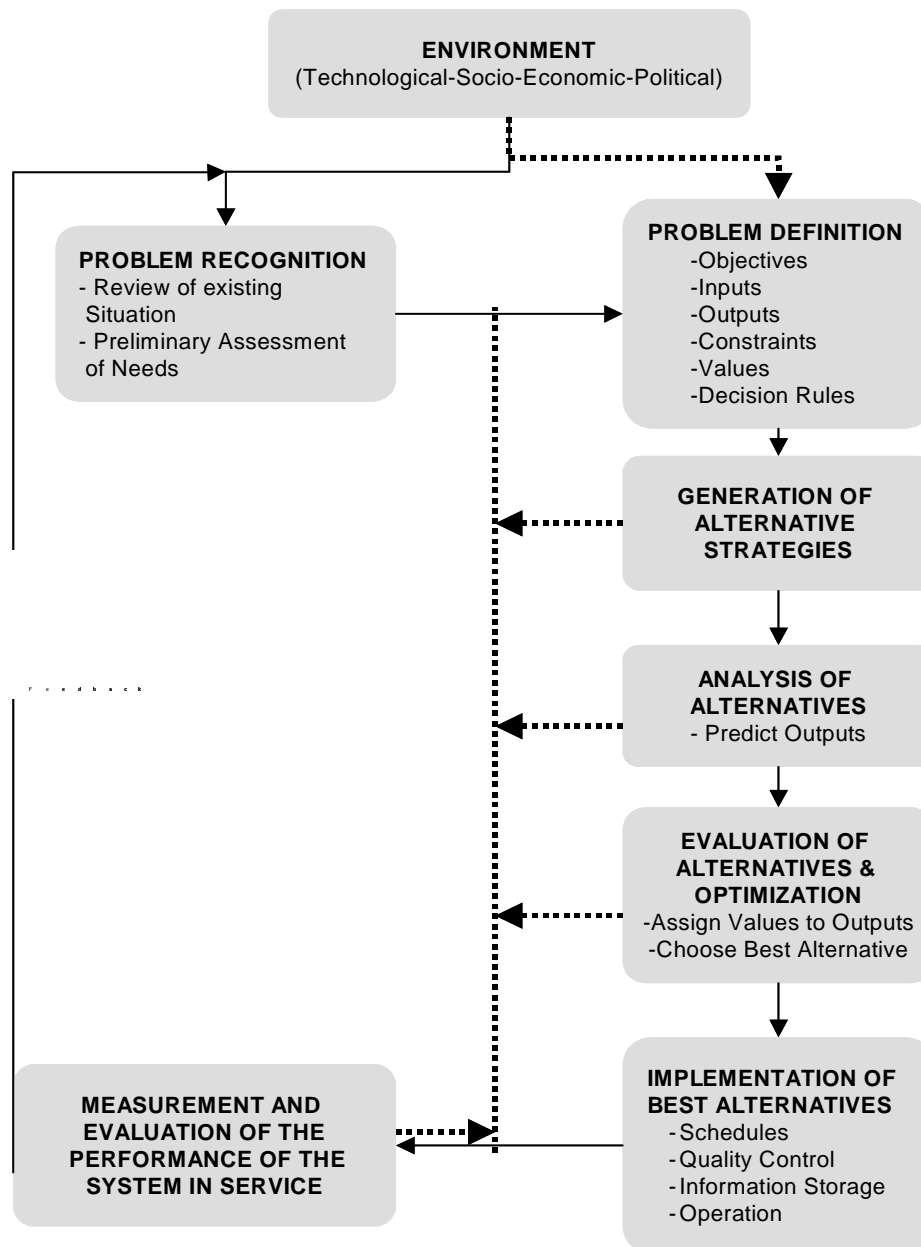 ENVIRONMENT
(Technological-Socio-Economic-Political)
PROBLEM RECOGNITION
- Review of existing
Situation
- Preliminary Assessment
of Needs
PROBLEM DEFINITION
-Objectives
-Inputs
-Outputs
-Constraints
-Values
-Decision Rules
GENERATION OF
ALTERNATIVE
STRATEGIES
Feedback
ANALYSIS OF
ALTERNATIVES
- Predict Outputs
EVALUATION OF
ALTERNATIVES &
OPTIMIZATION
-Assign Values to Outputs
-Choose Best Alternative
MEASUREMENT AND
EVALUATION OF THE
PERFORMANCE OF THE
SYSTEM IN SERVICE
IMPLEMENTATION OF
BEST ALTERNATIVES
-Schedules
-Quality Control
-Information Storage
-Operation